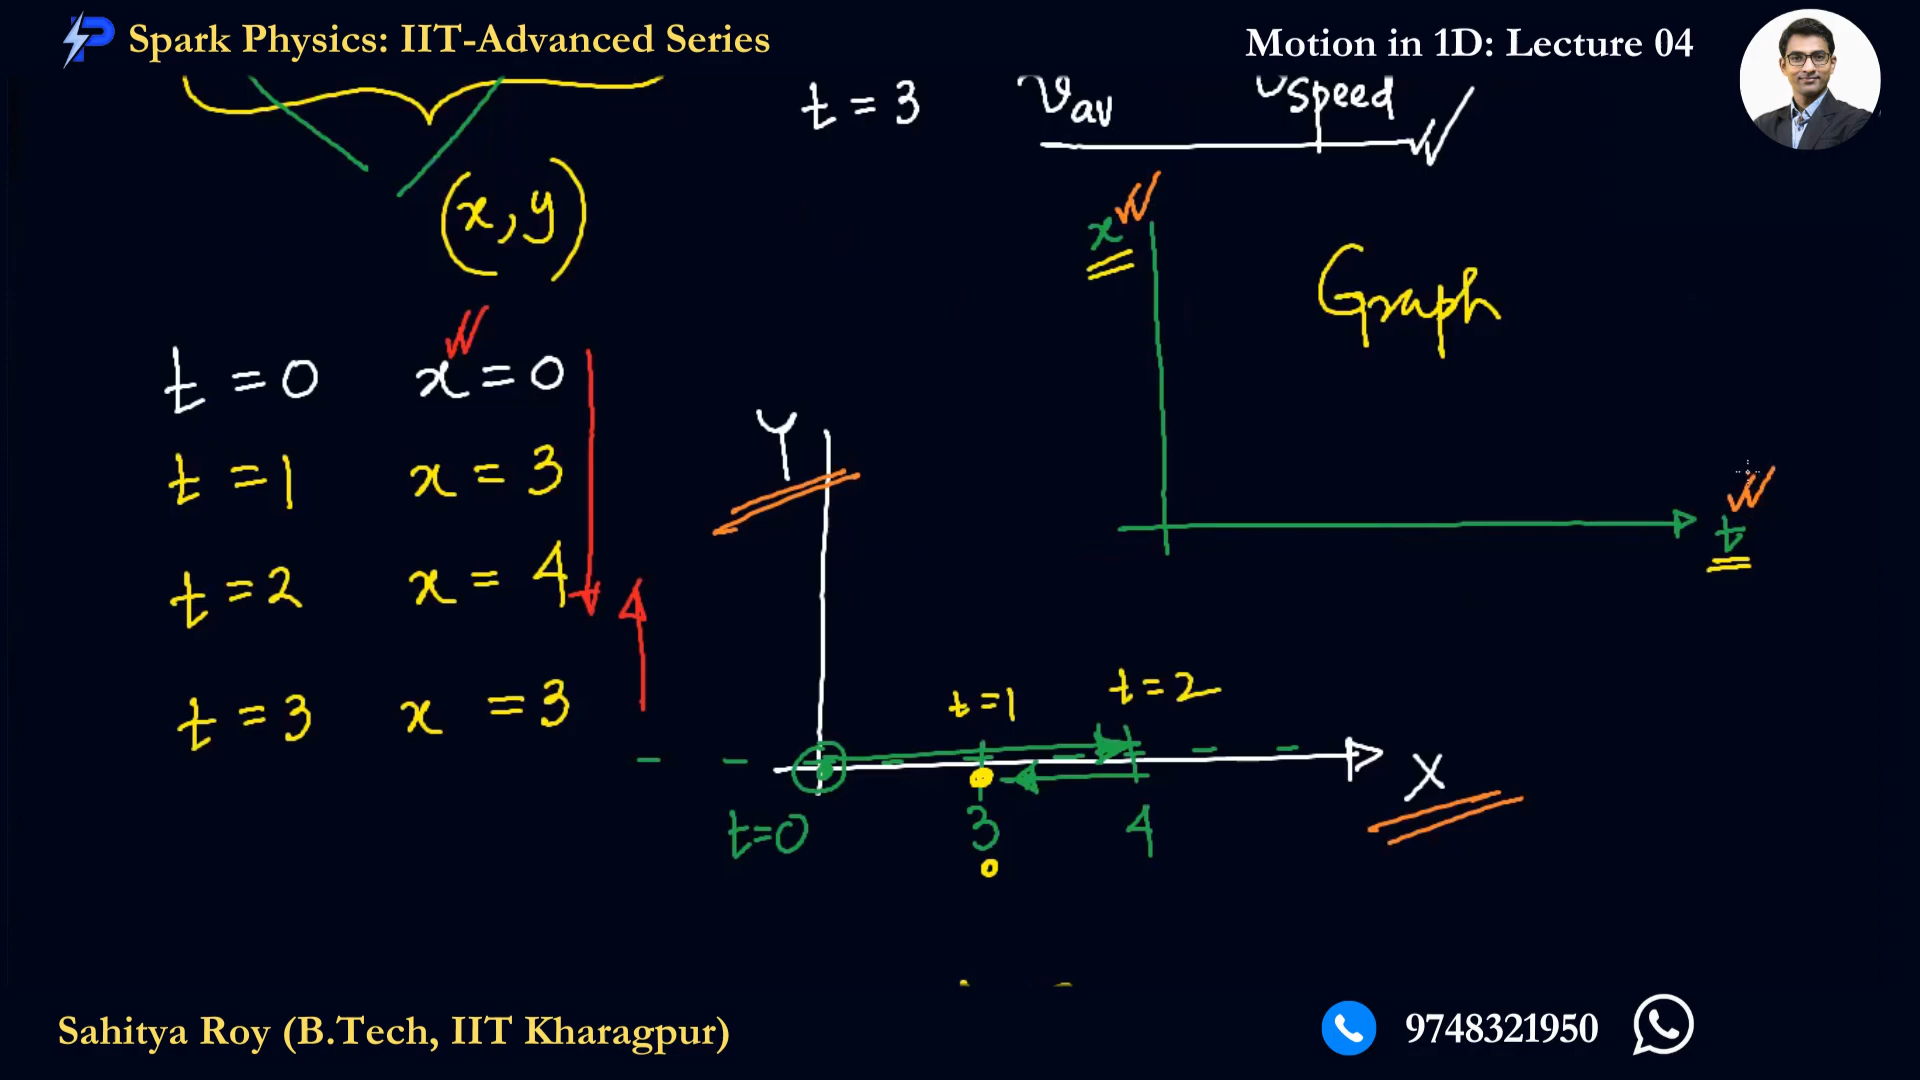 Spark Physics: IIT-Advanced Series
Motion in 1D: Lecture 04
t = 3
Vav
speed
(x, y)
x
Graph
t = 0 x = 0
t = 1 x = 3
t = 2 x = 4
t = 3 x = 3
Y
t
t = 1
t = 2
X
t = 0
3
4
Sahitya Roy (B.Tech, IIT Kharagpur)
9748321950